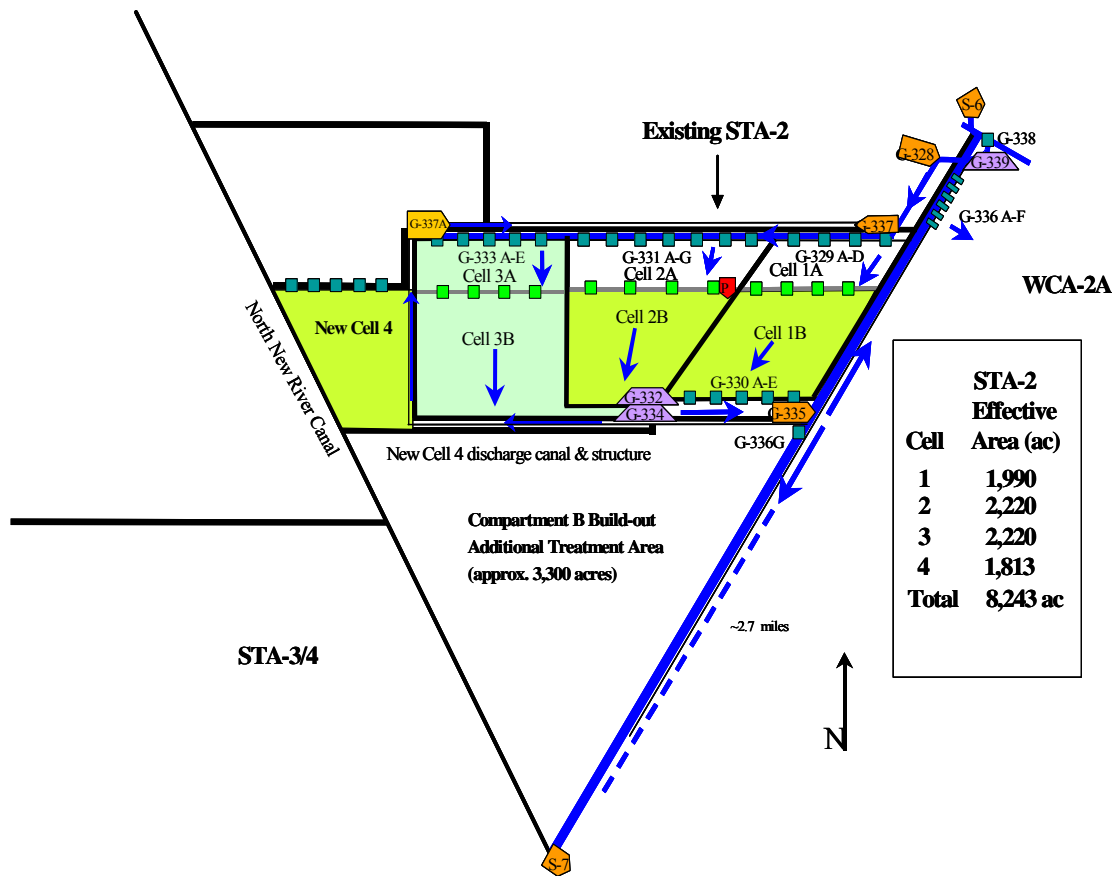 S-6
Existing STA-2
G-338
G-328
G-339
G-337A
G-337
G-336 A-F
G-333 A-E
G-331 A-G
G-329 A-D
Cell 3A
Cell 2A
Cell 1A
P
WCA-2A
North New River Canal
New Cell 4
Cell 3B
Cell 2B
Cell 1B
G-330 A-E
G-332
G-334
G-335
G-336G
New Cell 4 discharge canal & structure
STA-2
Effective
Cell Area (ac)
1 1,990
2 2,220
3 2,220
4 1,813
Total 8,243 ac
Compartment B Build-out
Additional Treatment Area
(approx. 3,300 acres)
~2.7 miles
STA-3/4
N
S-7